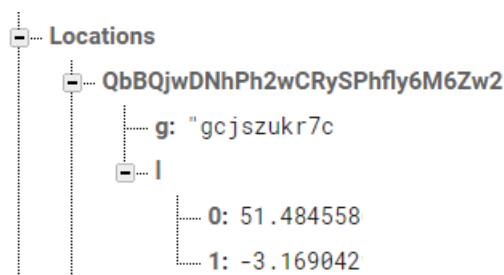 Locations
QbBQjwDNhPh2wCRySPhfly6M6Zw2
g: "gcjszukr7c
l
0: 51.484558
1: -3.169042